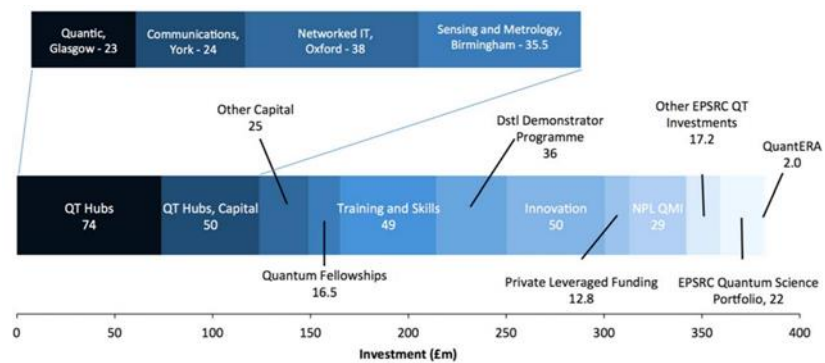 Quantic,
Glasgow - 23
Communications,
York - 24
Networked IT,
Oxford - 38
Sensing and Metrology,
Birmingham - 35.5
Other Capital
25
Dstl Demonstrator
Programme
36
Other EPSRC QT
Investments
17.2
QuantERA
2.0
QT Hubs
74
QT Hubs, Capital
50
Training and Skills
49
Innovation
50
NPL QMI
29
Quantum Fellowships
16.5
Private Leveraged Funding
12.8
EPSRC Quantum Science
Portfolio, 22
0 50 100 150 200 250 300 350 400
Investment (£m)